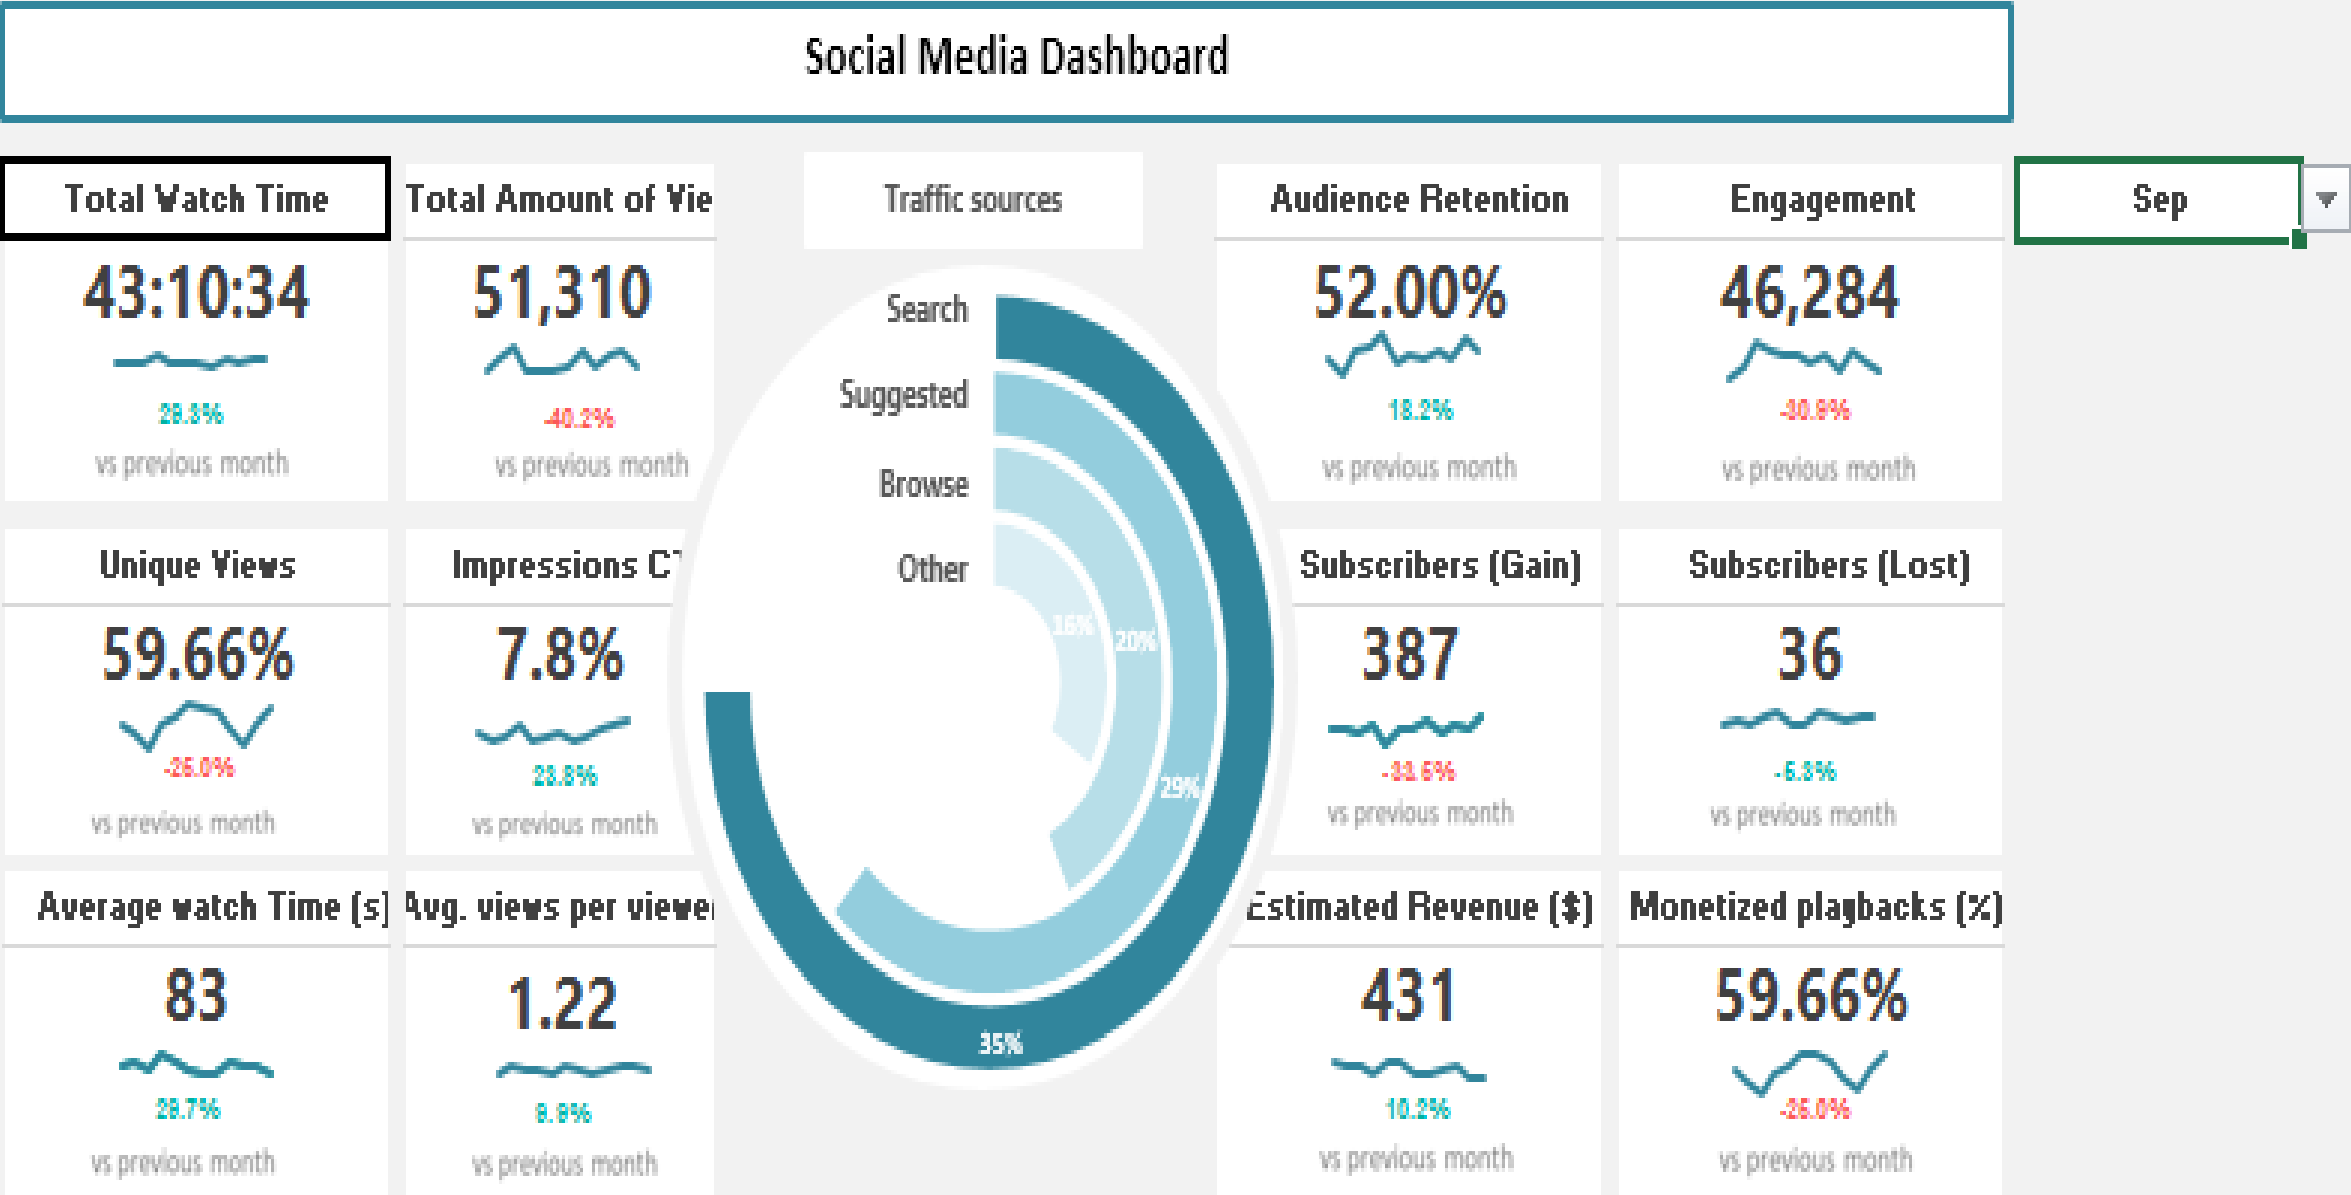 Social Media Dashboard
Total Watch Time
Total Amount of Vie
Traffic sources
Audience Retention
Engagement
Sep
43:10:34
51,310
52.00%
46,284
-40.2%
18.2%
vs previous month
vs previous month
vs previous month
vs previous month
Search
Suggested
Browse
Other
16%
20%
29%
35%
Unique Views
Impressions CT
Subscribers (Gain)
Subscribers (Lost)
59.66%
7.8%
387
36
vs previous month
vs previous month
vs previous month
vs previous month
Average watch Time (s)
Avg. views per viewer
Estimated Revenue ($)
Monetized playbacks (%)
83
1.22
431
59.66%
10.2%
vs previous month
vs previous month
vs previous month
vs previous month